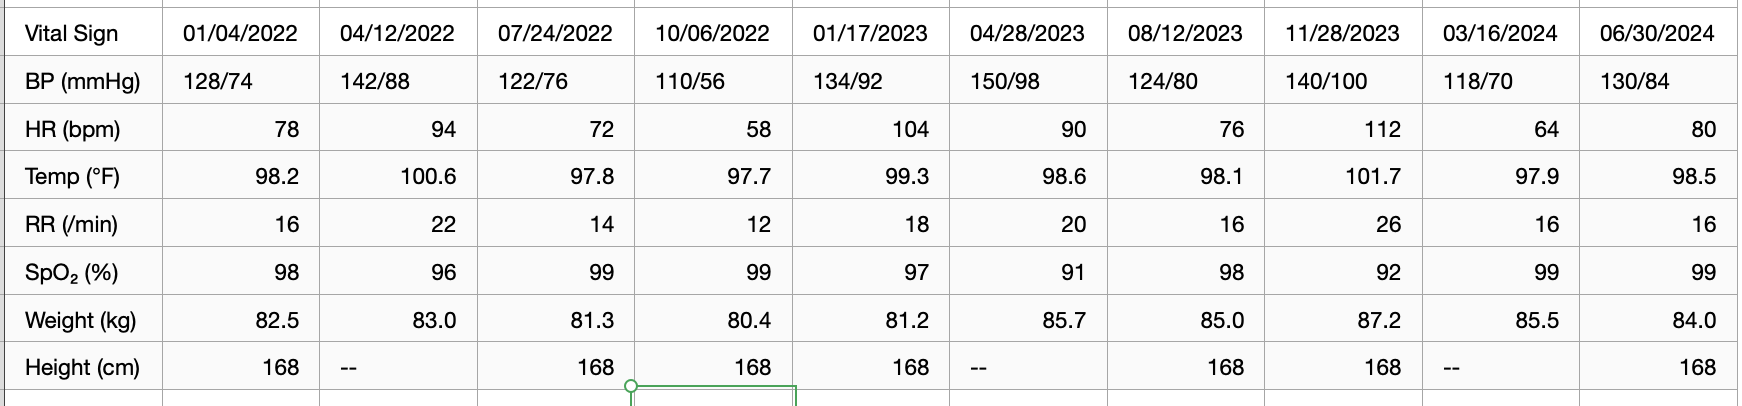 Vital Sign 01/04/2022 04/12/2022 07/24/2022 10/06/2022 01/17/2023 04/28/2023 08/12/2023 11/28/2023 03/16/2024 06/30/2024
BP (mmHg) 128/74 142/88 122/76 110/56 134/92 150/98 124/80 140/100 118/70 130/84
HR (bpm) 78 94 72 58 104 90 76 112 64 80
Temp (°F) 98.2 100.6 97.8 97.7 99.3 98.6 98.1 101.7 97.9 98.5
RR (/min) 16 22 14 12 18 20 16 26 16 16
SpO₂ (%) 98 96 99 99 97 91 98 92 99 99
Weight (kg) 82.5 83.0 81.3 80.4 81.2 85.7 85.0 87.2 85.5 84.0
Height (cm) 168 -- 168 168 168 -- 168 168 -- 168